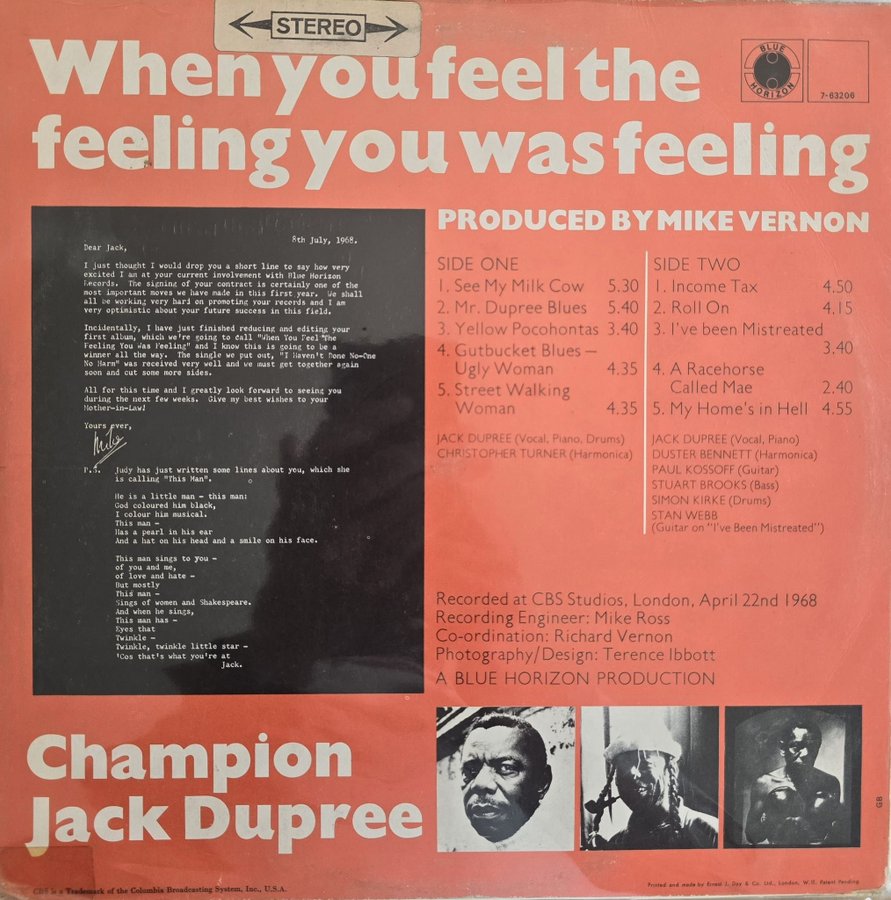 STEREO
When you feel the
feeling you was feeling
BLUE
HORIZON
7-63206
PRODUCED BY MIKE VERNON
8th July, 1968.
Dear Jack,
I just thought I would drop you a short line to say how very
excited I am at your current involvement with Blue Horizon
Records. The signing of your contract is certainly one of the
most important moves we have made in this first year. We shall
all be working very hard on promoting your records and I am
very optimistic about your future success in this field.
Incidentally, I have just finished reducing and editing your
first album, which we're going to call "When You Feel The
Feeling You Was Feeling" and I know this is going to be a
winner all the way. The single we put out, "I Haven't Done No-One
No Harm" was received very well and we must get together again
soon and cut some more sides.
All for this time and I greatly look forward to seeing you
during the next few weeks. Give my best wishes to your
Mother-in-Law!
Yours ever,
Mike
P.S. Judy has just written some lines about you, which she
is calling "This Man".
He is a little man - this man:
God coloured him black,
I colour him musical.
This man -
Has a pearl in his ear
And a hat on his head and a smile on his face.
This man sings to you -
of you and me,
of love and hate -
But mostly
This man -
Sings of women and Shakespeare.
And when he sings,
This man has -
Eyes that
Twinkle -
Twinkle, twinkle little star -
'Cos that's what you're at
Jack.
SIDE ONE
1. See My Milk Cow 5.30
2. Mr. Dupree Blues 5.40
3. Yellow Pocohontas 3.40
4. Gutbucket Blues –
Ugly Woman 4.35
5. Street Walking
Woman 4.35
JACK DUPREE (Vocal, Piano, Drums)
CHRISTOPHER TURNER (Harmonica)
SIDE TWO
1. Income Tax 4.50
2. Roll On 4.15
3. I've been Mistreated
3.40
4. A Racehorse
Called Mae 2.40
5. My Home's in Hell 4.55
JACK DUPREE (Vocal, Piano)
DUSTER BENNETT (Harmonica)
PAUL KOSSOFF (Guitar)
STUART BROOKS (Bass)
SIMON KIRKE (Drums)
STAN WEBB
(Guitar on "I've Been Mistreated")
Recorded at CBS Studios, London, April 22nd 1968
Recording Engineer: Mike Ross
Co-ordination: Richard Vernon
Photography/Design: Terence Ibbott
A BLUE HORIZON PRODUCTION
Champion
Jack Dupree
GB
CBS is a Trademark of the Columbia Broadcasting System, Inc., U.S.A.
Printed and made by Ernest J. Day & Co. Ltd., London, W.1. Patent Pending